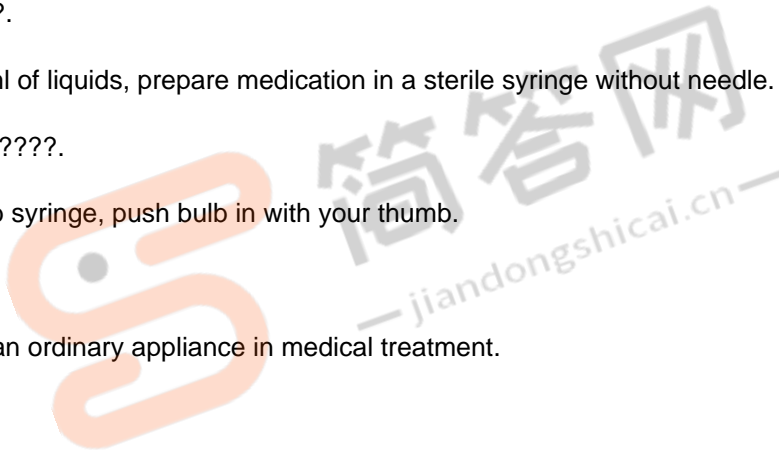 ?.
l of liquids, prepare medication in a sterile syringe without needle.
????.
syringe, push bulb in with your thumb.
an ordinary appliance in medical treatment.
简答网
jiandongshicai.cn